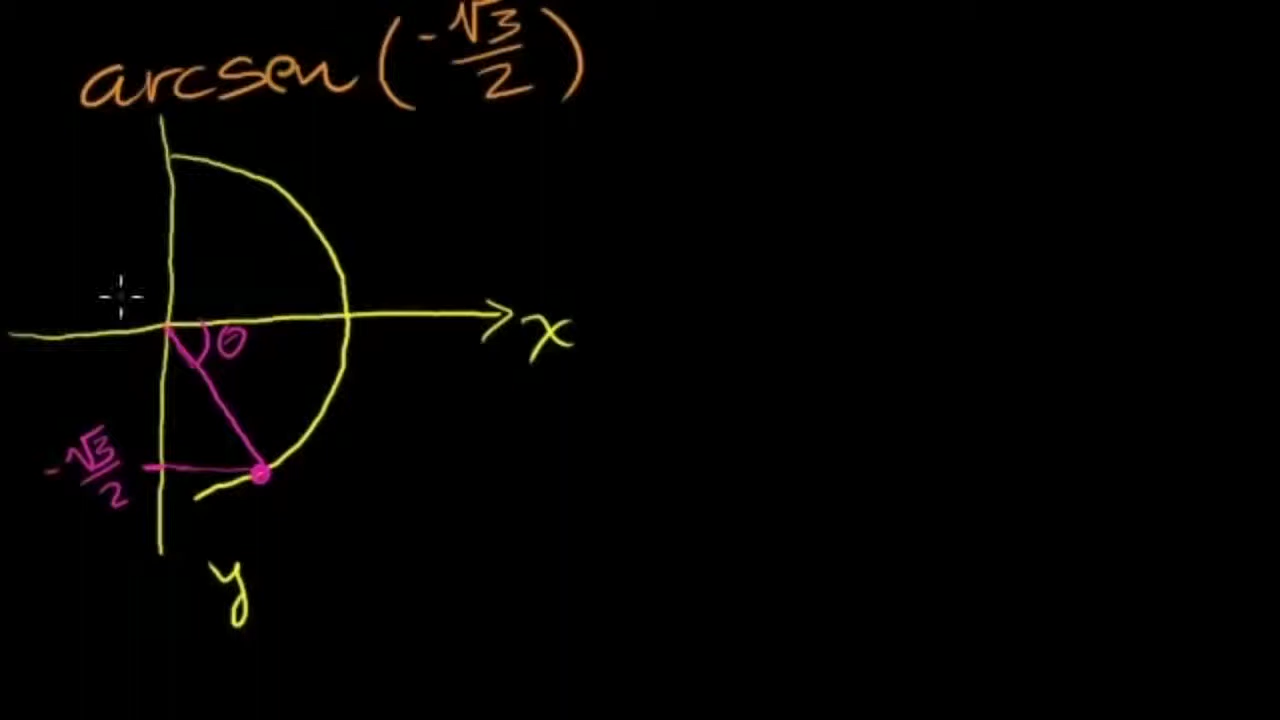 arcsen(-√3/2)
θ
x
-√3/2
y